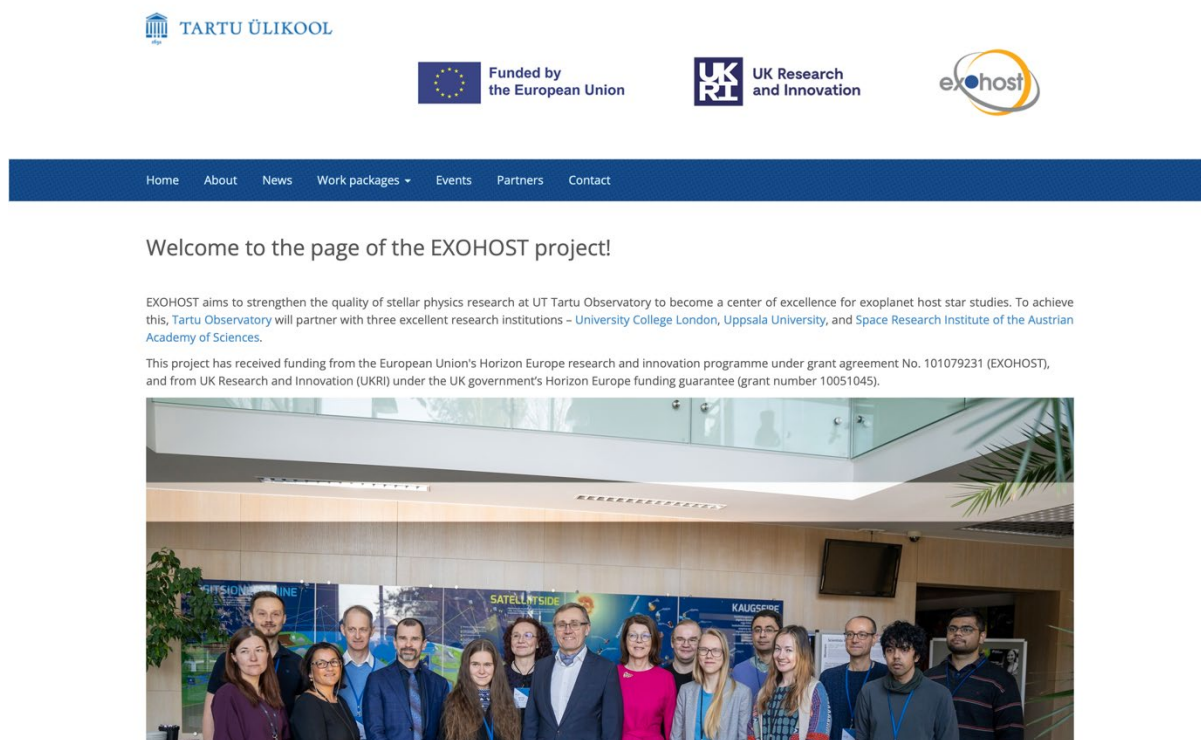 TARTU ÜLIKOOL
Funded by
the European Union
UK
RI
UK Research
and Innovation
exohost
Home About News Work packages Events Partners Contact
Welcome to the page of the EXOHOST project!
EXOHOST aims to strengthen the quality of stellar physics research at UT Tartu Observatory to become a center of excellence for exoplanet host star studies. To achieve
this, Tartu Observatory will partner with three excellent research institutions – University College London, Uppsala University, and Space Research Institute of the Austrian
Academy of Sciences.
This project has received funding from the European Union's Horizon Europe research and innovation programme under grant agreement No. 101079231 (EXOHOST),
and from UK Research and Innovation (UKRI) under the UK government's Horizon Europe funding guarantee (grant number 10051045).
SATELLIITSIDE
KAUGSEIRE